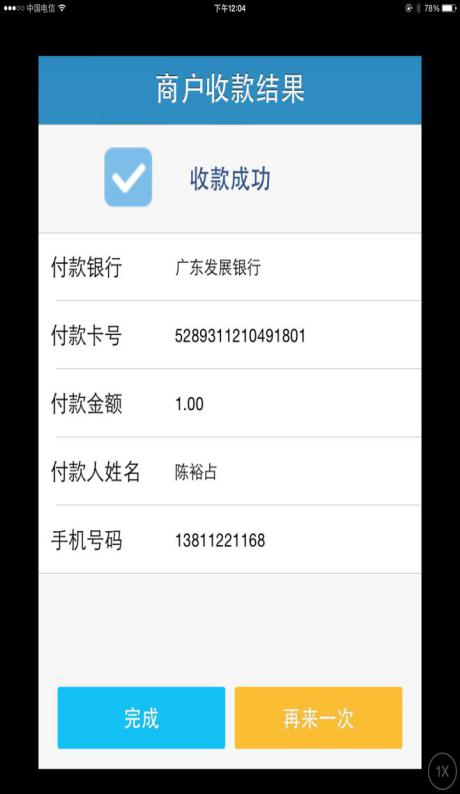 中国电信 下午12:04 78%
商户收款结果
收款成功
付款银行 广东发展银行
付款卡号 5289311210491801
付款金额 1.00
付款人姓名 陈裕占
手机号码 13811221168
完成 再来一次
1X